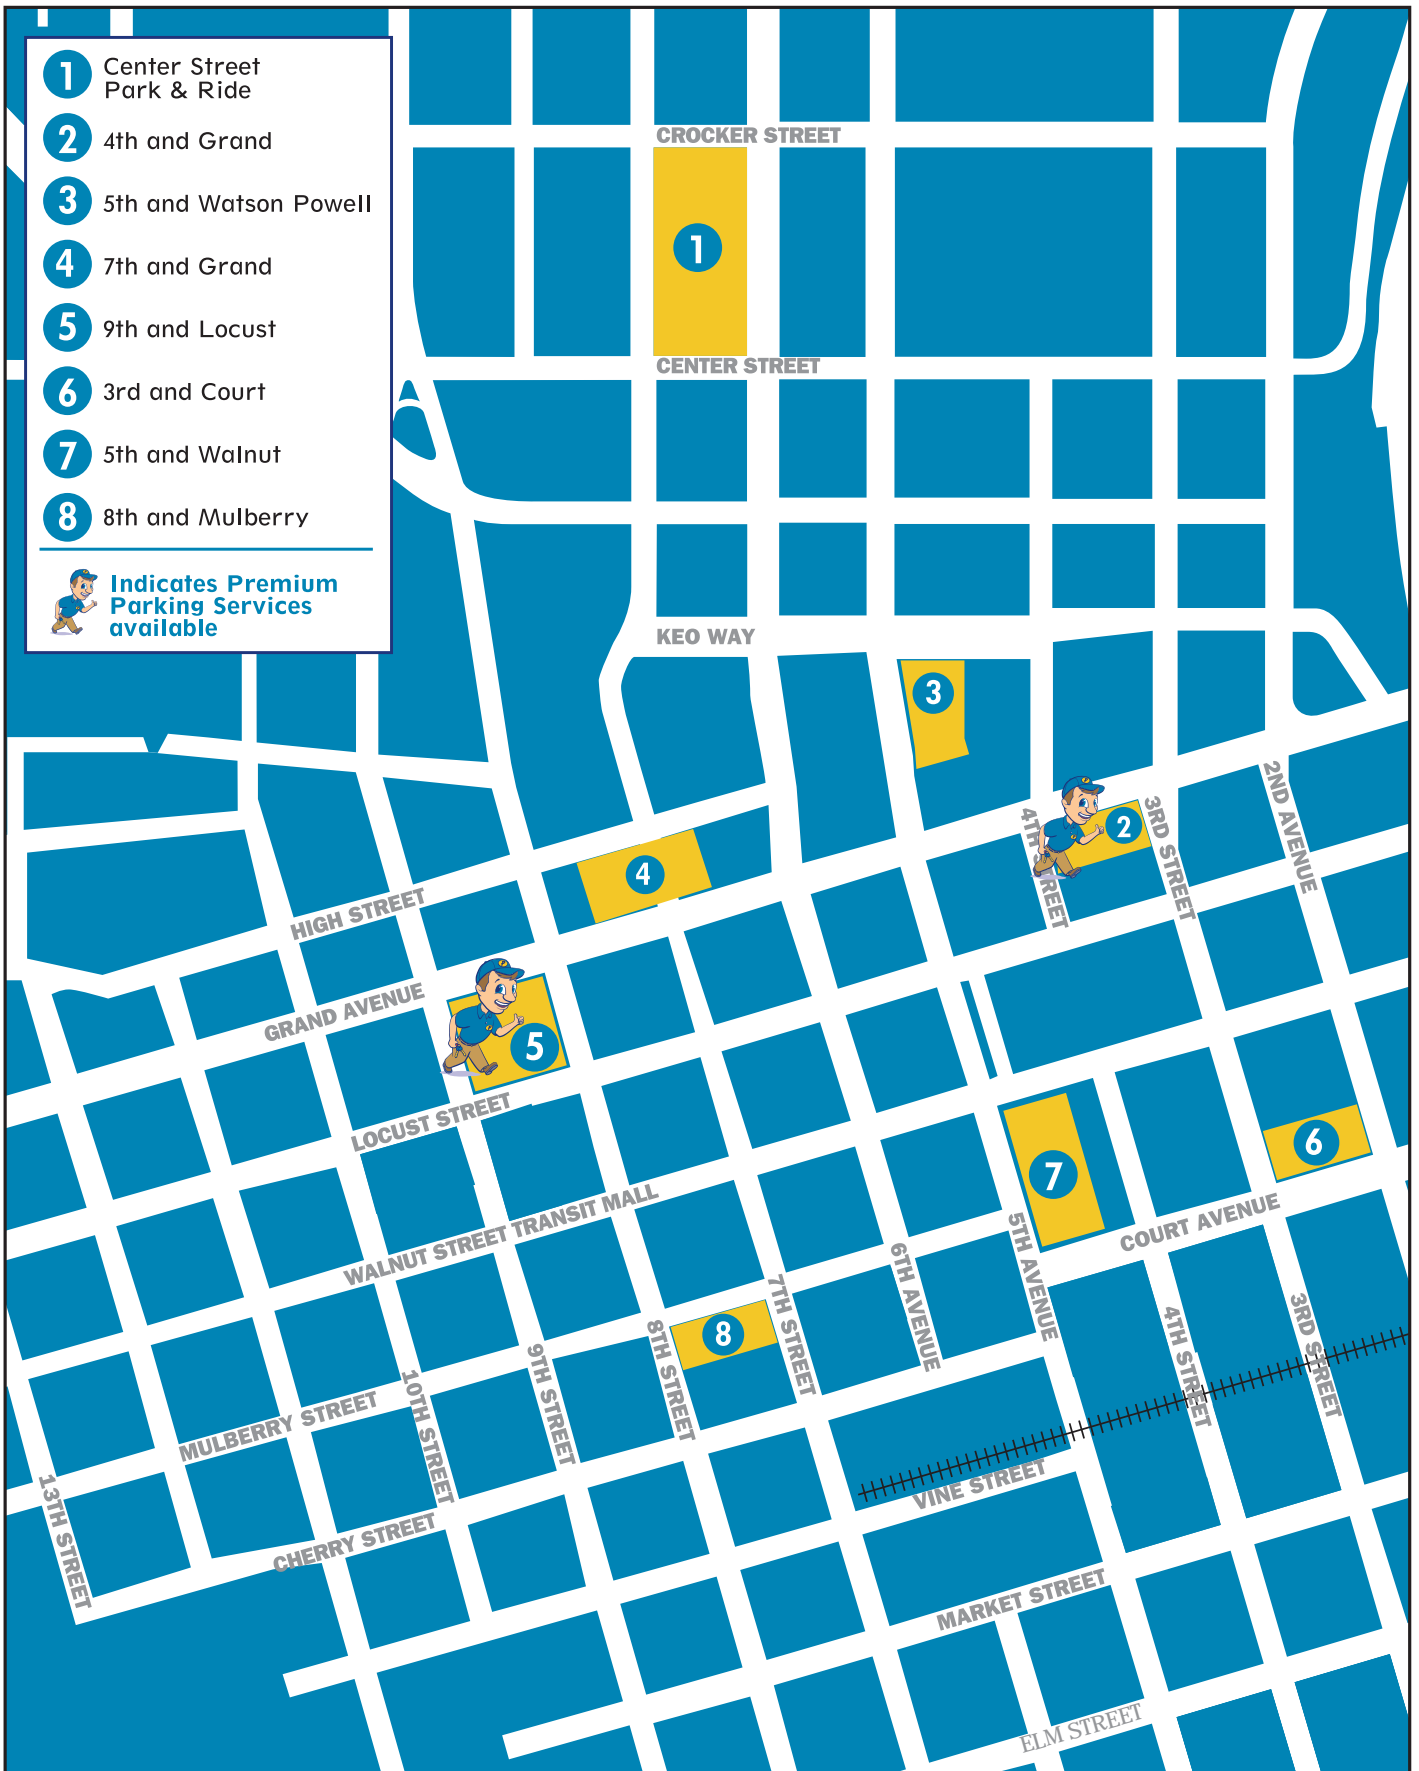 1 Center Street
Park & Ride
2 4th and Grand
3 5th and Watson Powell
4 7th and Grand
5 9th and Locust
6 3rd and Court
7 5th and Walnut
8 8th and Mulberry
Indicates Premium
Parking Services
available
CROCKER STREET
1
CENTER STREET
KEO WAY
3
2ND AVENUE
4TH STREET
2
3RD STREET
4
HIGH STREET
GRAND AVENUE
5
LOCUST STREET
7
6
WALNUT STREET TRANSIT MALL
COURT AVENUE
5TH AVENUE
6TH AVENUE
7TH STREET
8
8TH STREET
9TH STREET
10TH STREET
4TH STREET
3RD STREET
MULBERRY STREET
13TH STREET
VINE STREET
CHERRY STREET
MARKET STREET
ELM STREET